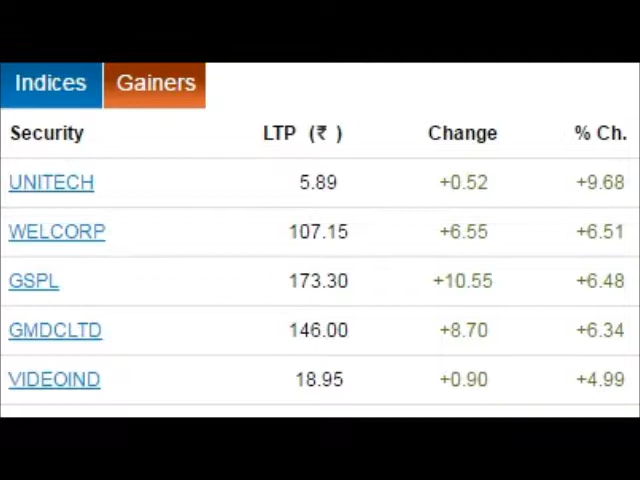 Indices Gainers
Security LTP (₹ ) Change % Ch.
UNITECH 5.89 +0.52 +9.68
WELCORP 107.15 +6.55 +6.51
GSPL 173.30 +10.55 +6.48
GMDCLTD 146.00 +8.70 +6.34
VIDEOIND 18.95 +0.90 +4.99